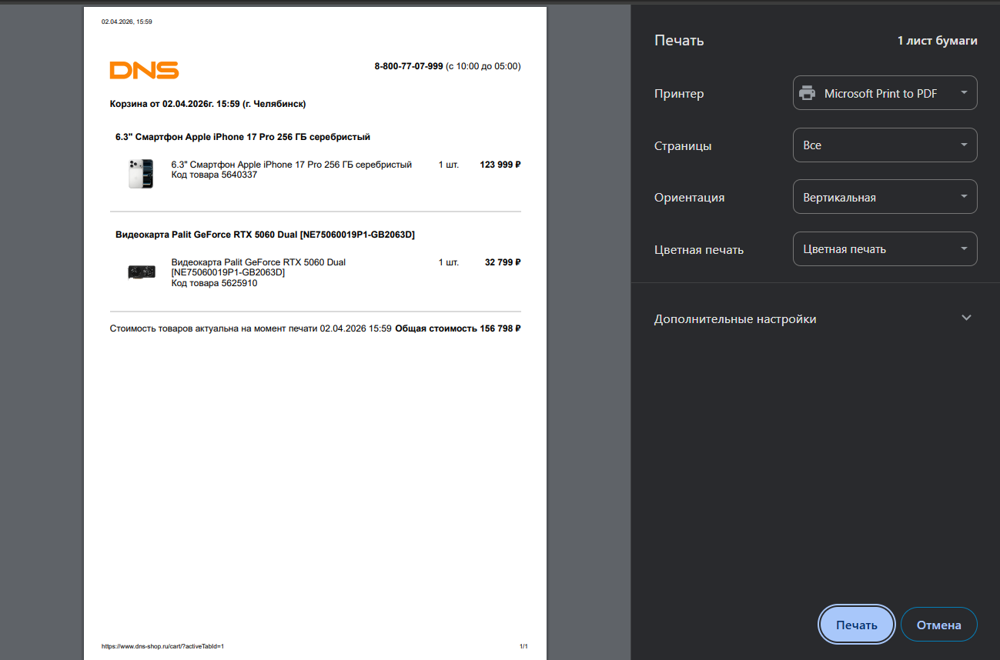 02.04.2026, 15:59
DNS
8-800-77-07-999 (с 10:00 до 05:00)
Корзина от 02.04.2026г. 15:59 (г. Челябинск)
6.3" Смартфон Apple iPhone 17 Pro 256 ГБ серебристый
6.3" Смартфон Apple iPhone 17 Pro 256 ГБ серебристый 1 шт. 123 999 ₽
Код товара 5640337
Видеокарта Palit GeForce RTX 5060 Dual [NE75060019P1-GB2063D]
Видеокарта Palit GeForce RTX 5060 Dual 1 шт. 32 799 ₽
[NE75060019P1-GB2063D]
Код товара 5625910
Стоимость товаров актуальна на момент печати 02.04.2026 15:59 Общая стоимость 156 798 ₽
https://www.dns-shop.ru/cart/?activeTabId=1 1/1
Печать 1 лист бумаги
Принтер Microsoft Print to PDF
Страницы Все
Ориентация Вертикальная
Цветная печать Цветная печать
Дополнительные настройки
Печать Отмена